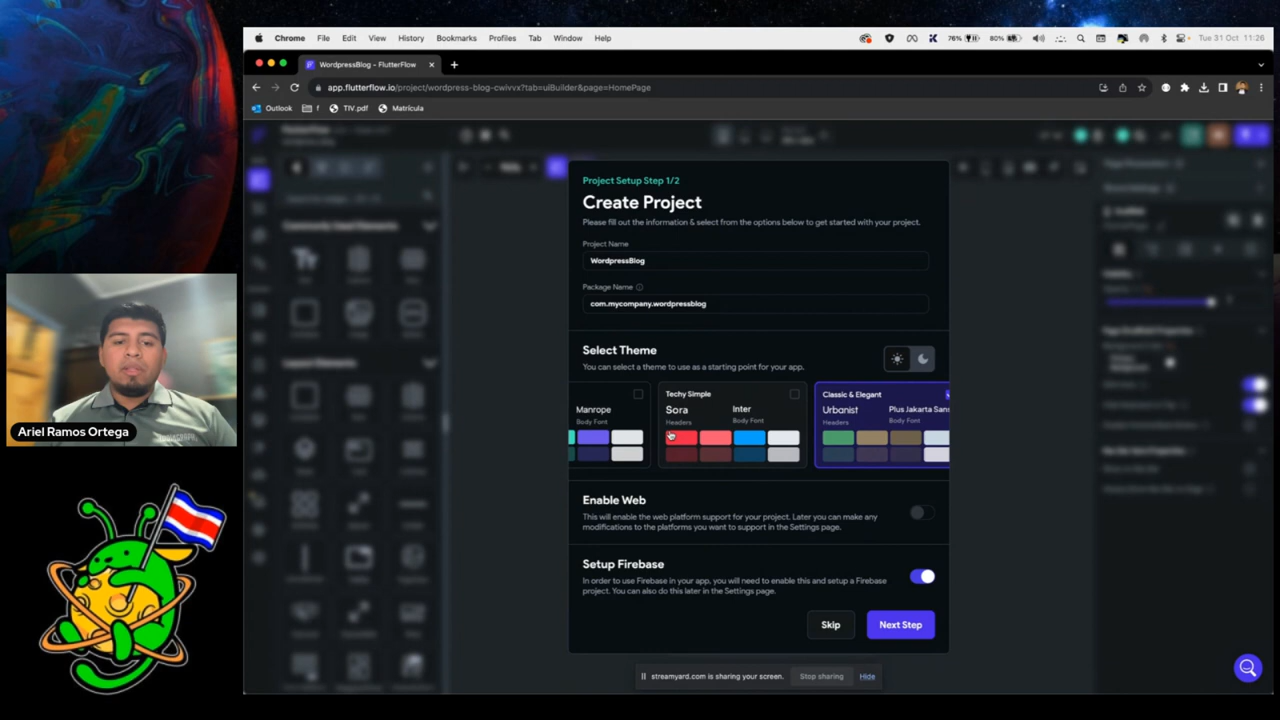 Chrome File Edit View History Bookmarks Profiles Tab Window Help 76% 80% Tue 31 Oct 11:26
WordpressBlog - FlutterFlow
app.flutterflow.io/project/wordpress-blog-cwivvx?tab=uiBuilder&page=HomePage
Outlook f TIV.pdf Matrícula
Project Setup Step 1/2
Create Project
Please fill out the information & select from the options below to get started with your project.
Project Name
WordpressBlog
Package Name
com.mycompany.wordpressblog
Select Theme
You can select a theme to use as a starting point for your app.
Manrope
Body Font
Techy Simple
Sora Inter
Headers Body Font
Classic & Elegant
Urbanist Plus Jakarta Sans
Headers Body Font
Enable Web
This will enable the web platform support for your project. Later you can make any
modifications to the platforms you want to support in the Settings page.
Setup Firebase
In order to use Firebase in your app, you will need to enable this and setup a Firebase
project. You can also do this later in the Settings page.
Skip Next Step
streamyard.com is sharing your screen. Stop sharing Hide
Ariel Ramos Ortega
Commonly Used Elements
Layout Elements